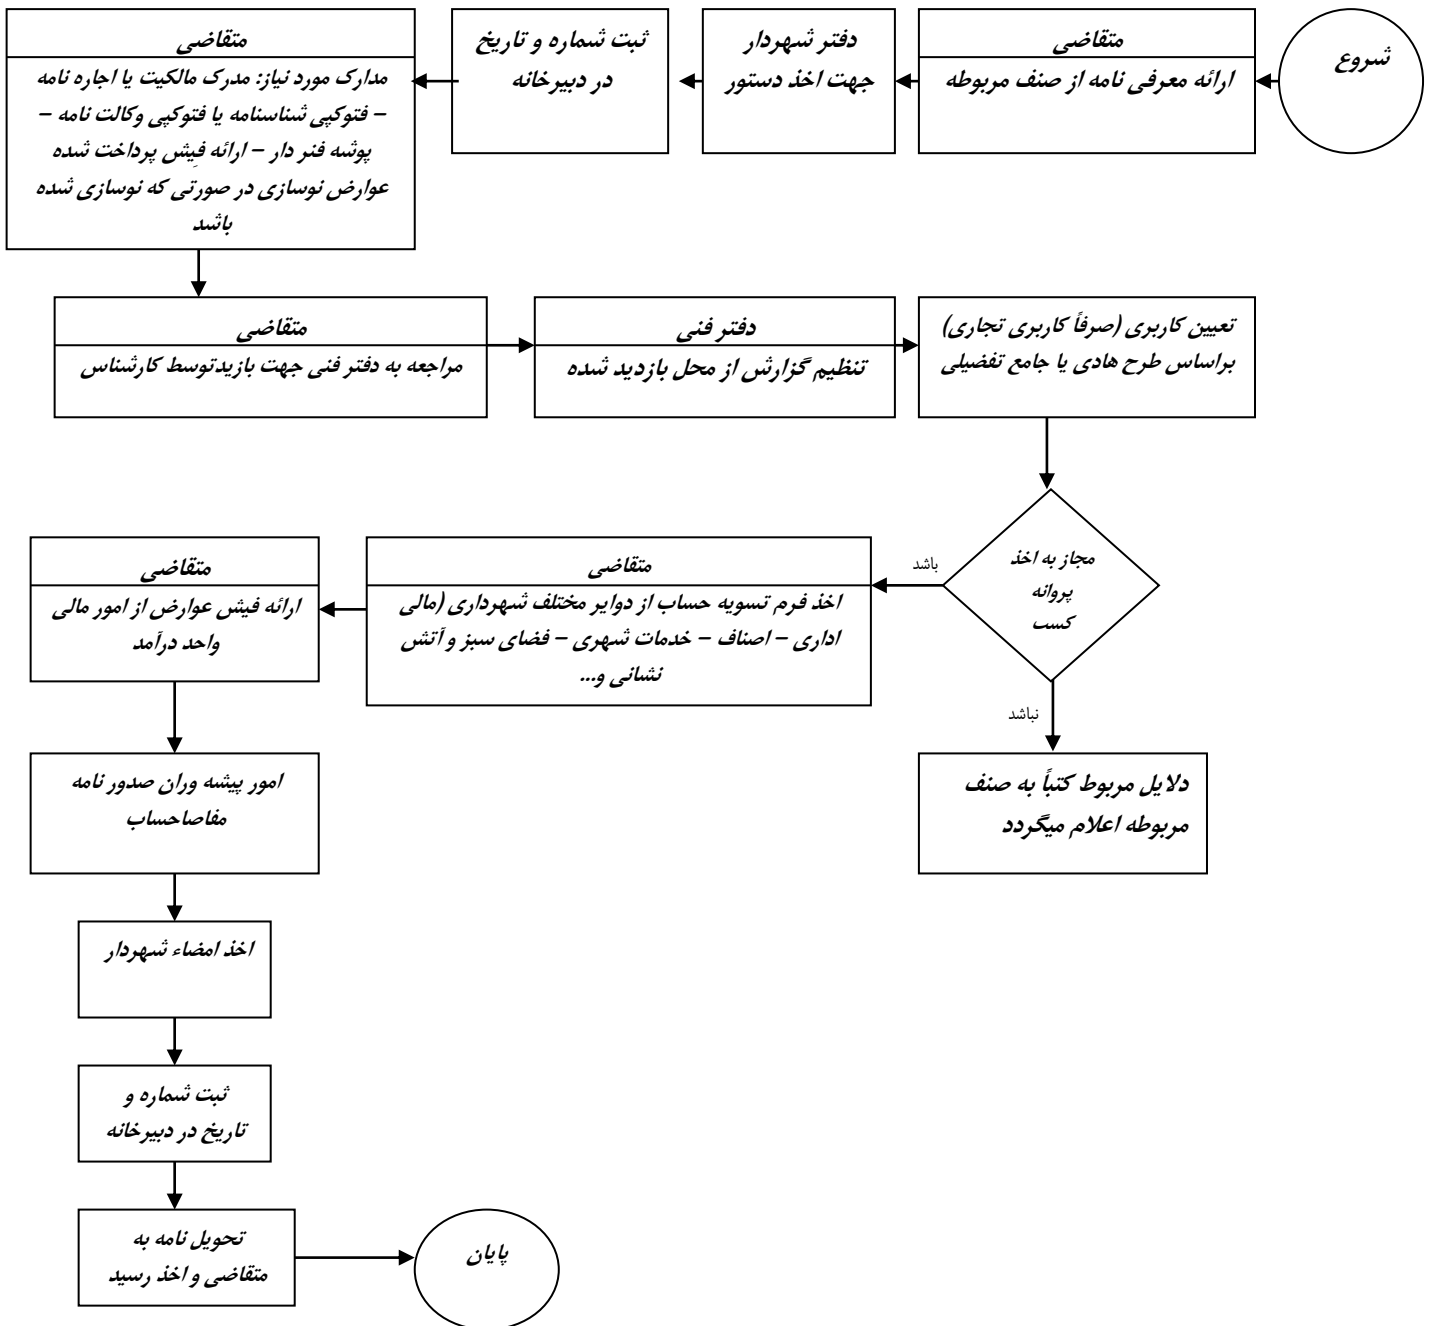 شروع
متقاضی
ارائه معرفی نامه از صنف مربوطه
دفتر شهردار
جهت اخذ دستور
ثبت شماره و تاریخ
در دبیرخانه
متقاضی
مدارک مورد نیاز: مدرک مالکیت یا اجاره نامه
– فتوکپی شناسنامه یا فتوکپی وکالت نامه –
پوشه فنر دار – ارائه فیِش پرداخت شده
عوارض نوسازی در صورتی که نوسازی شده
باشد
متقاضی
مراجعه به دفتر فنی جهت بازیدتوسط کارشناس
دفتر فنی
تنظیم گزارش از محل بازدید شده
تعیین کاربری (صرفاً کاربری تجاری)
براساس طرح هادی یا جامع تفضیلی
مجاز به اخذ
پروانه
کسب
باشد
نباشد
متقاضی
اخذ فرم تسویه حساب از دوایر مختلف شهرداری (مالی
اداری – اصناف – خدمات شهری – فضای سبز و آتش
نشانی و...
متقاضی
ارائه فیش عوارض از امور مالی
واحد درآمد
دلایل مربوط کتباً به صنف
مربوطه اعلام میگردد
امور پیشه وران صدور نامه
مفاصاحساب
اخذ امضاء شهردار
ثبت شماره و
تاریخ در دبیرخانه
تحویل نامه به
متقاضی و اخذ رسید
پایان